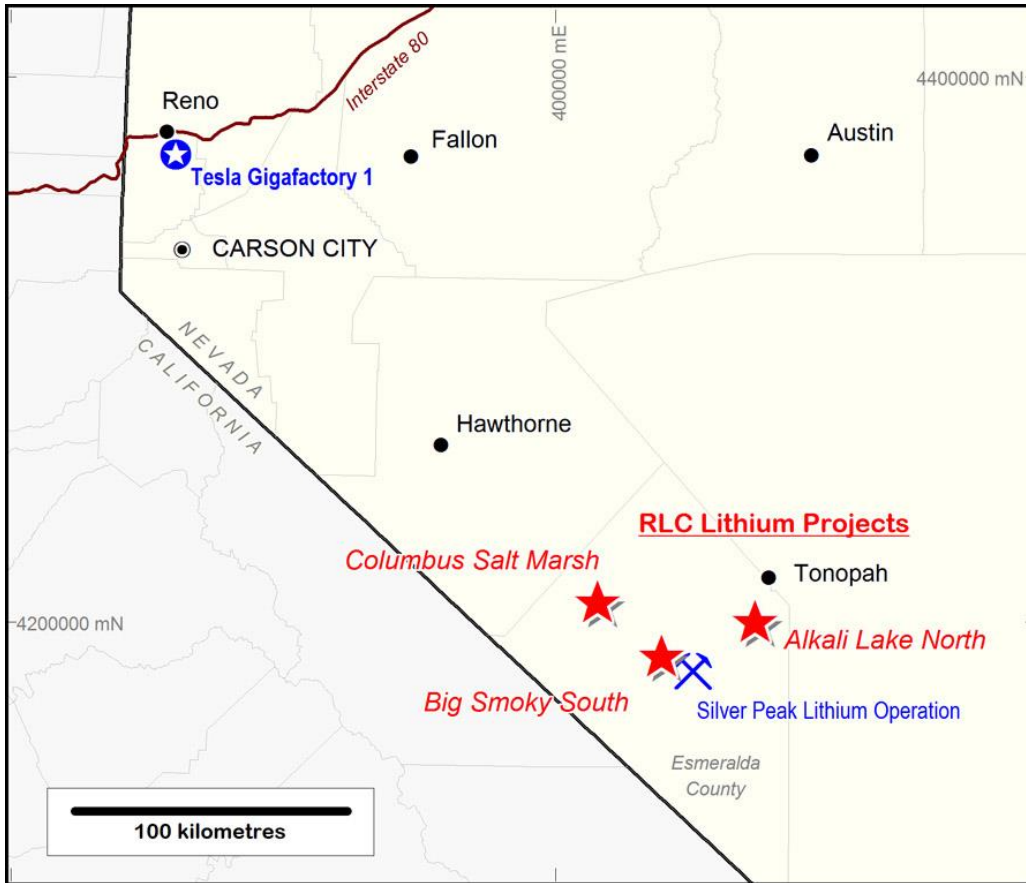 400000 mE
4400000 mN
Interstate 80
Reno
Fallon
Austin
Tesla Gigafactory 1
CARSON CITY
NEVADA
CALIFORNIA
Hawthorne
RLC Lithium Projects
Columbus Salt Marsh
Tonopah
4200000 mN
Alkali Lake North
Big Smoky South
Silver Peak Lithium Operation
Esmeralda
County
100 kilometres